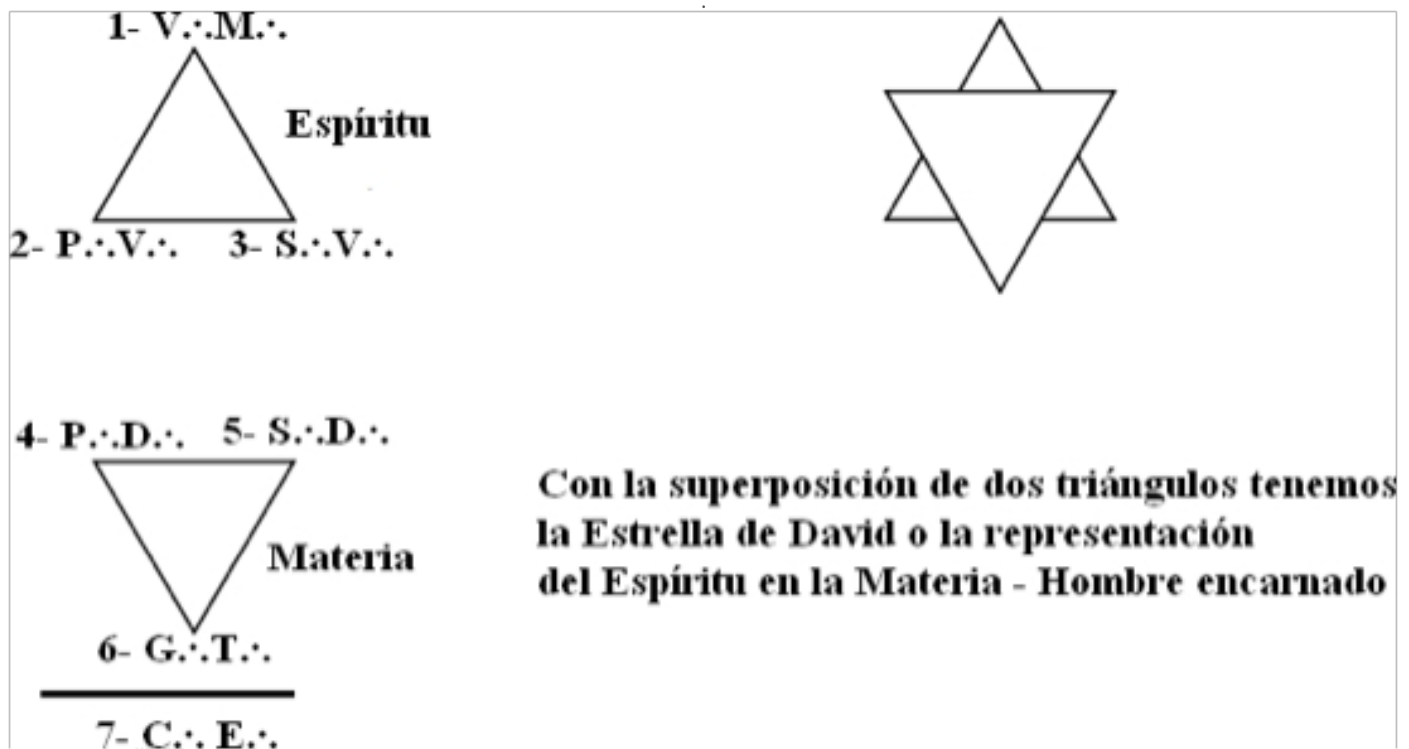 1- V.·.M.·.
Espíritu
2- P.·.V.·. 3- S.·.V.·.
4- P.·.D.·. 5- S.·.D.·.
Materia
6- G.·.T.·.
7- C.·. E.·.
Con la superposición de dos triángulos tenemos
la Estrella de David o la representación
del Espíritu en la Materia - Hombre encarnado